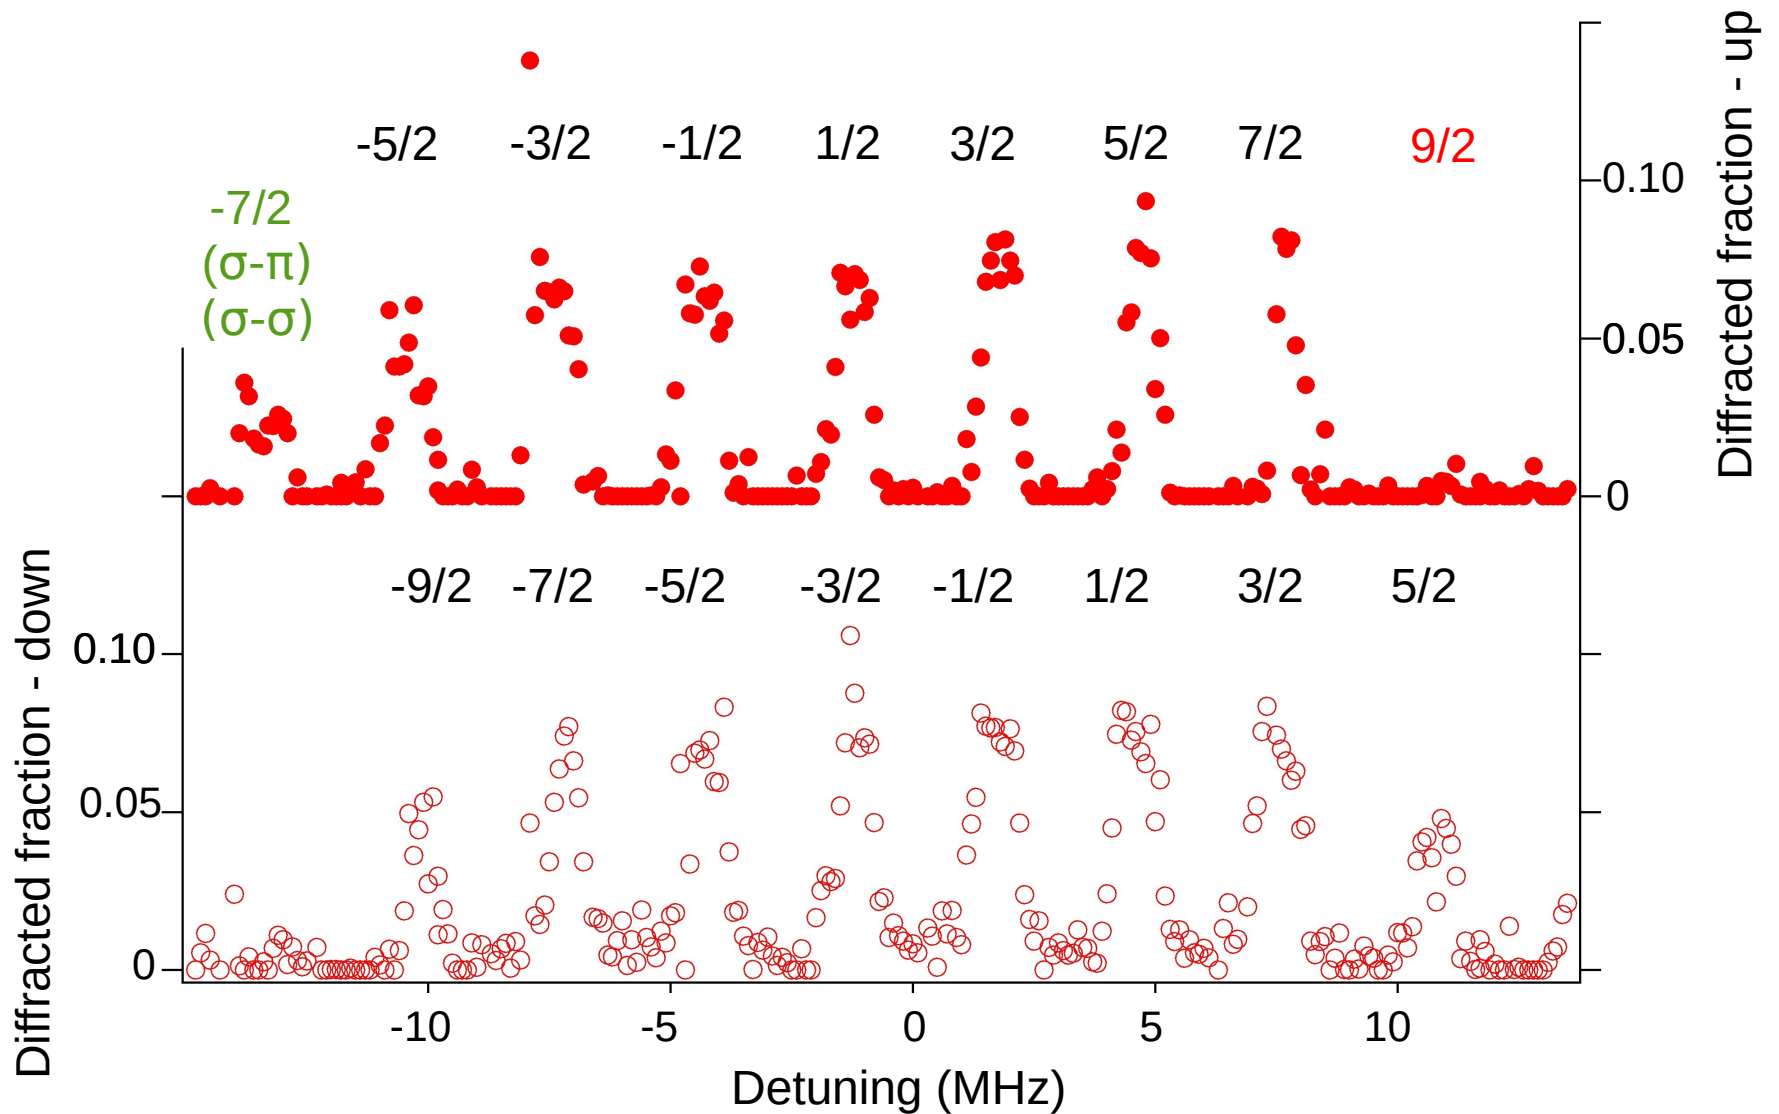 -5/2 -3/2 -1/2 1/2 3/2 5/2 7/2 9/2
-7/2
(σ-π)
(σ-σ)
0.10
0.05
0
Diffracted fraction - up
-9/2 -7/2 -5/2 -3/2 -1/2 1/2 3/2 5/2
0.10
0.05
0
Diffracted fraction - down
-10 -5 0 5 10
Detuning (MHz)